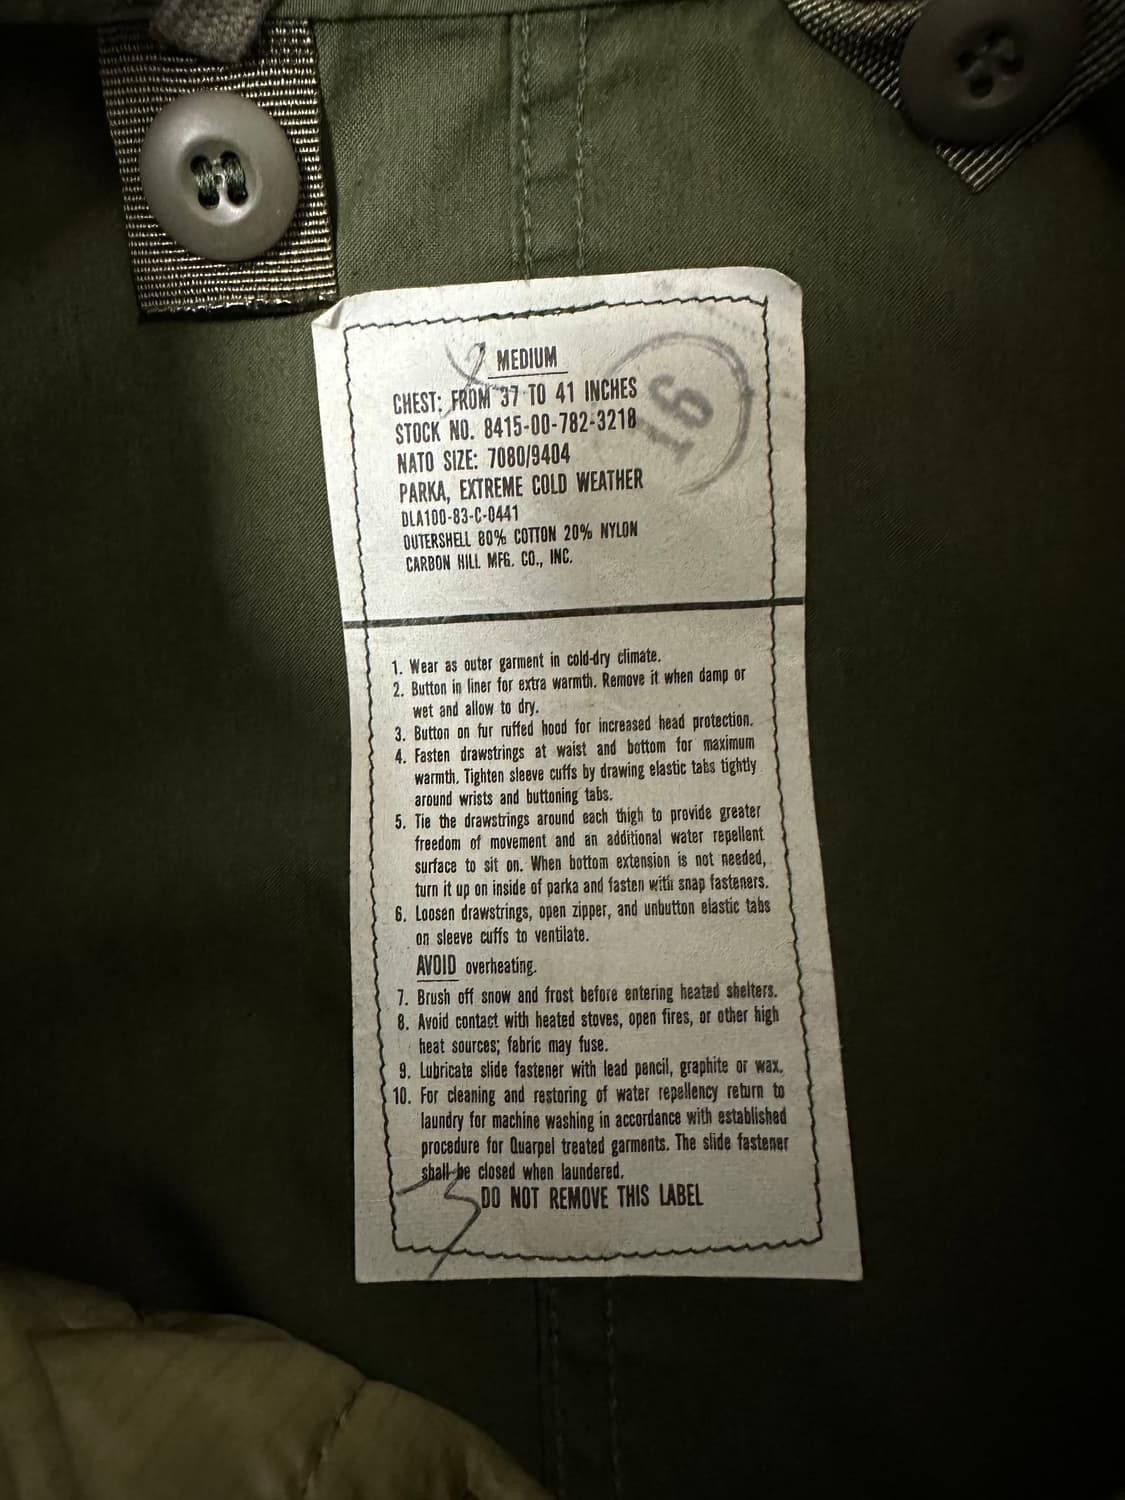 MEDIUM
CHEST: FROM 37 TO 41 INCHES
STOCK NO. 8415-00-782-3218
NATO SIZE: 7080/9404
PARKA, EXTREME COLD WEATHER
DLA100-83-C-0441
OUTERSHELL 80% COTTON 20% NYLON
CARBON HILL MFG. CO., INC.
16
1. Wear as outer garment in cold-dry climate.
2. Button in liner for extra warmth. Remove it when damp or
wet and allow to dry.
3. Button on fur ruffed hood for increased head protection.
4. Fasten drawstrings at waist and bottom for maximum
warmth. Tighten sleeve cuffs by drawing elastic tabs tightly
around wrists and buttoning tabs.
5. Tie the drawstrings around each thigh to provide greater
freedom of movement and an additional water repellent
surface to sit on. When bottom extension is not needed,
turn it up on inside of parka and fasten with snap fasteners.
6. Loosen drawstrings, open zipper, and unbutton elastic tabs
on sleeve cuffs to ventilate.
AVOID overheating.
7. Brush off snow and frost before entering heated shelters.
8. Avoid contact with heated stoves, open fires, or other high
heat sources; fabric may fuse.
9. Lubricate slide fastener with lead pencil, graphite or wax.
10. For cleaning and restoring of water repellency return to
laundry for machine washing in accordance with established
procedure for Quarpel treated garments. The slide fastener
shall be closed when laundered.
DO NOT REMOVE THIS LABEL